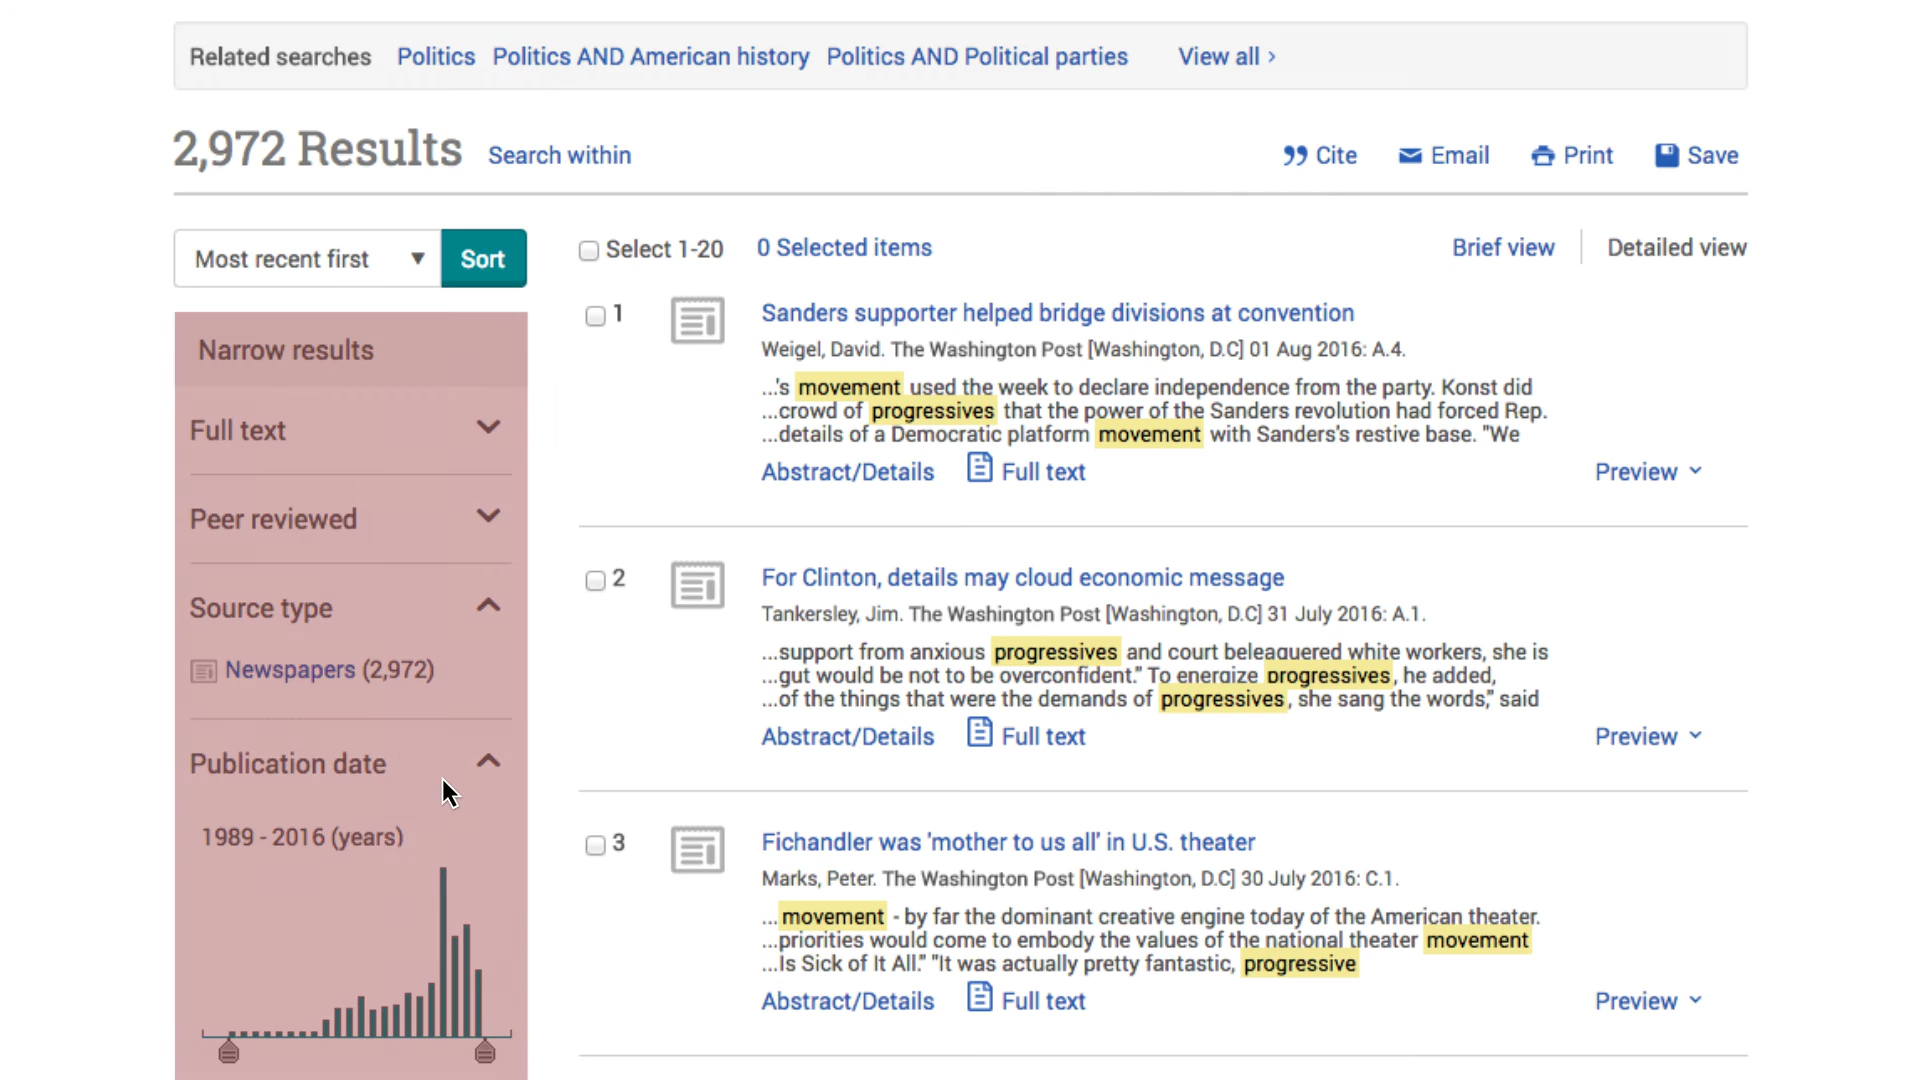 Related searches Politics Politics AND American history Politics AND Political parties View all ›
2,972 Results Search within Cite Email Print Save
Most recent first Sort
Narrow results
Full text
Peer reviewed
Source type
Newspapers (2,972)
Publication date
1989 - 2016 (years)
Select 1-20 0 Selected items Brief view Detailed view
1 Sanders supporter helped bridge divisions at convention
Weigel, David. The Washington Post [Washington, D.C] 01 Aug 2016: A.4.
...'s movement used the week to declare independence from the party. Konst did
...crowd of progressives that the power of the Sanders revolution had forced Rep.
...details of a Democratic platform movement with Sanders's restive base. "We
Abstract/Details Full text Preview
2 For Clinton, details may cloud economic message
Tankersley, Jim. The Washington Post [Washington, D.C] 31 July 2016: A.1.
...support from anxious progressives and court beleaguered white workers, she is
...gut would be not to be overconfident." To energize progressives, he added,
...of the things that were the demands of progressives, she sang the words," said
Abstract/Details Full text Preview
3 Fichandler was 'mother to us all' in U.S. theater
Marks, Peter. The Washington Post [Washington, D.C] 30 July 2016: C.1.
...movement - by far the dominant creative engine today of the American theater.
...priorities would come to embody the values of the national theater movement
...Is Sick of It All." "It was actually pretty fantastic, progressive
Abstract/Details Full text Preview